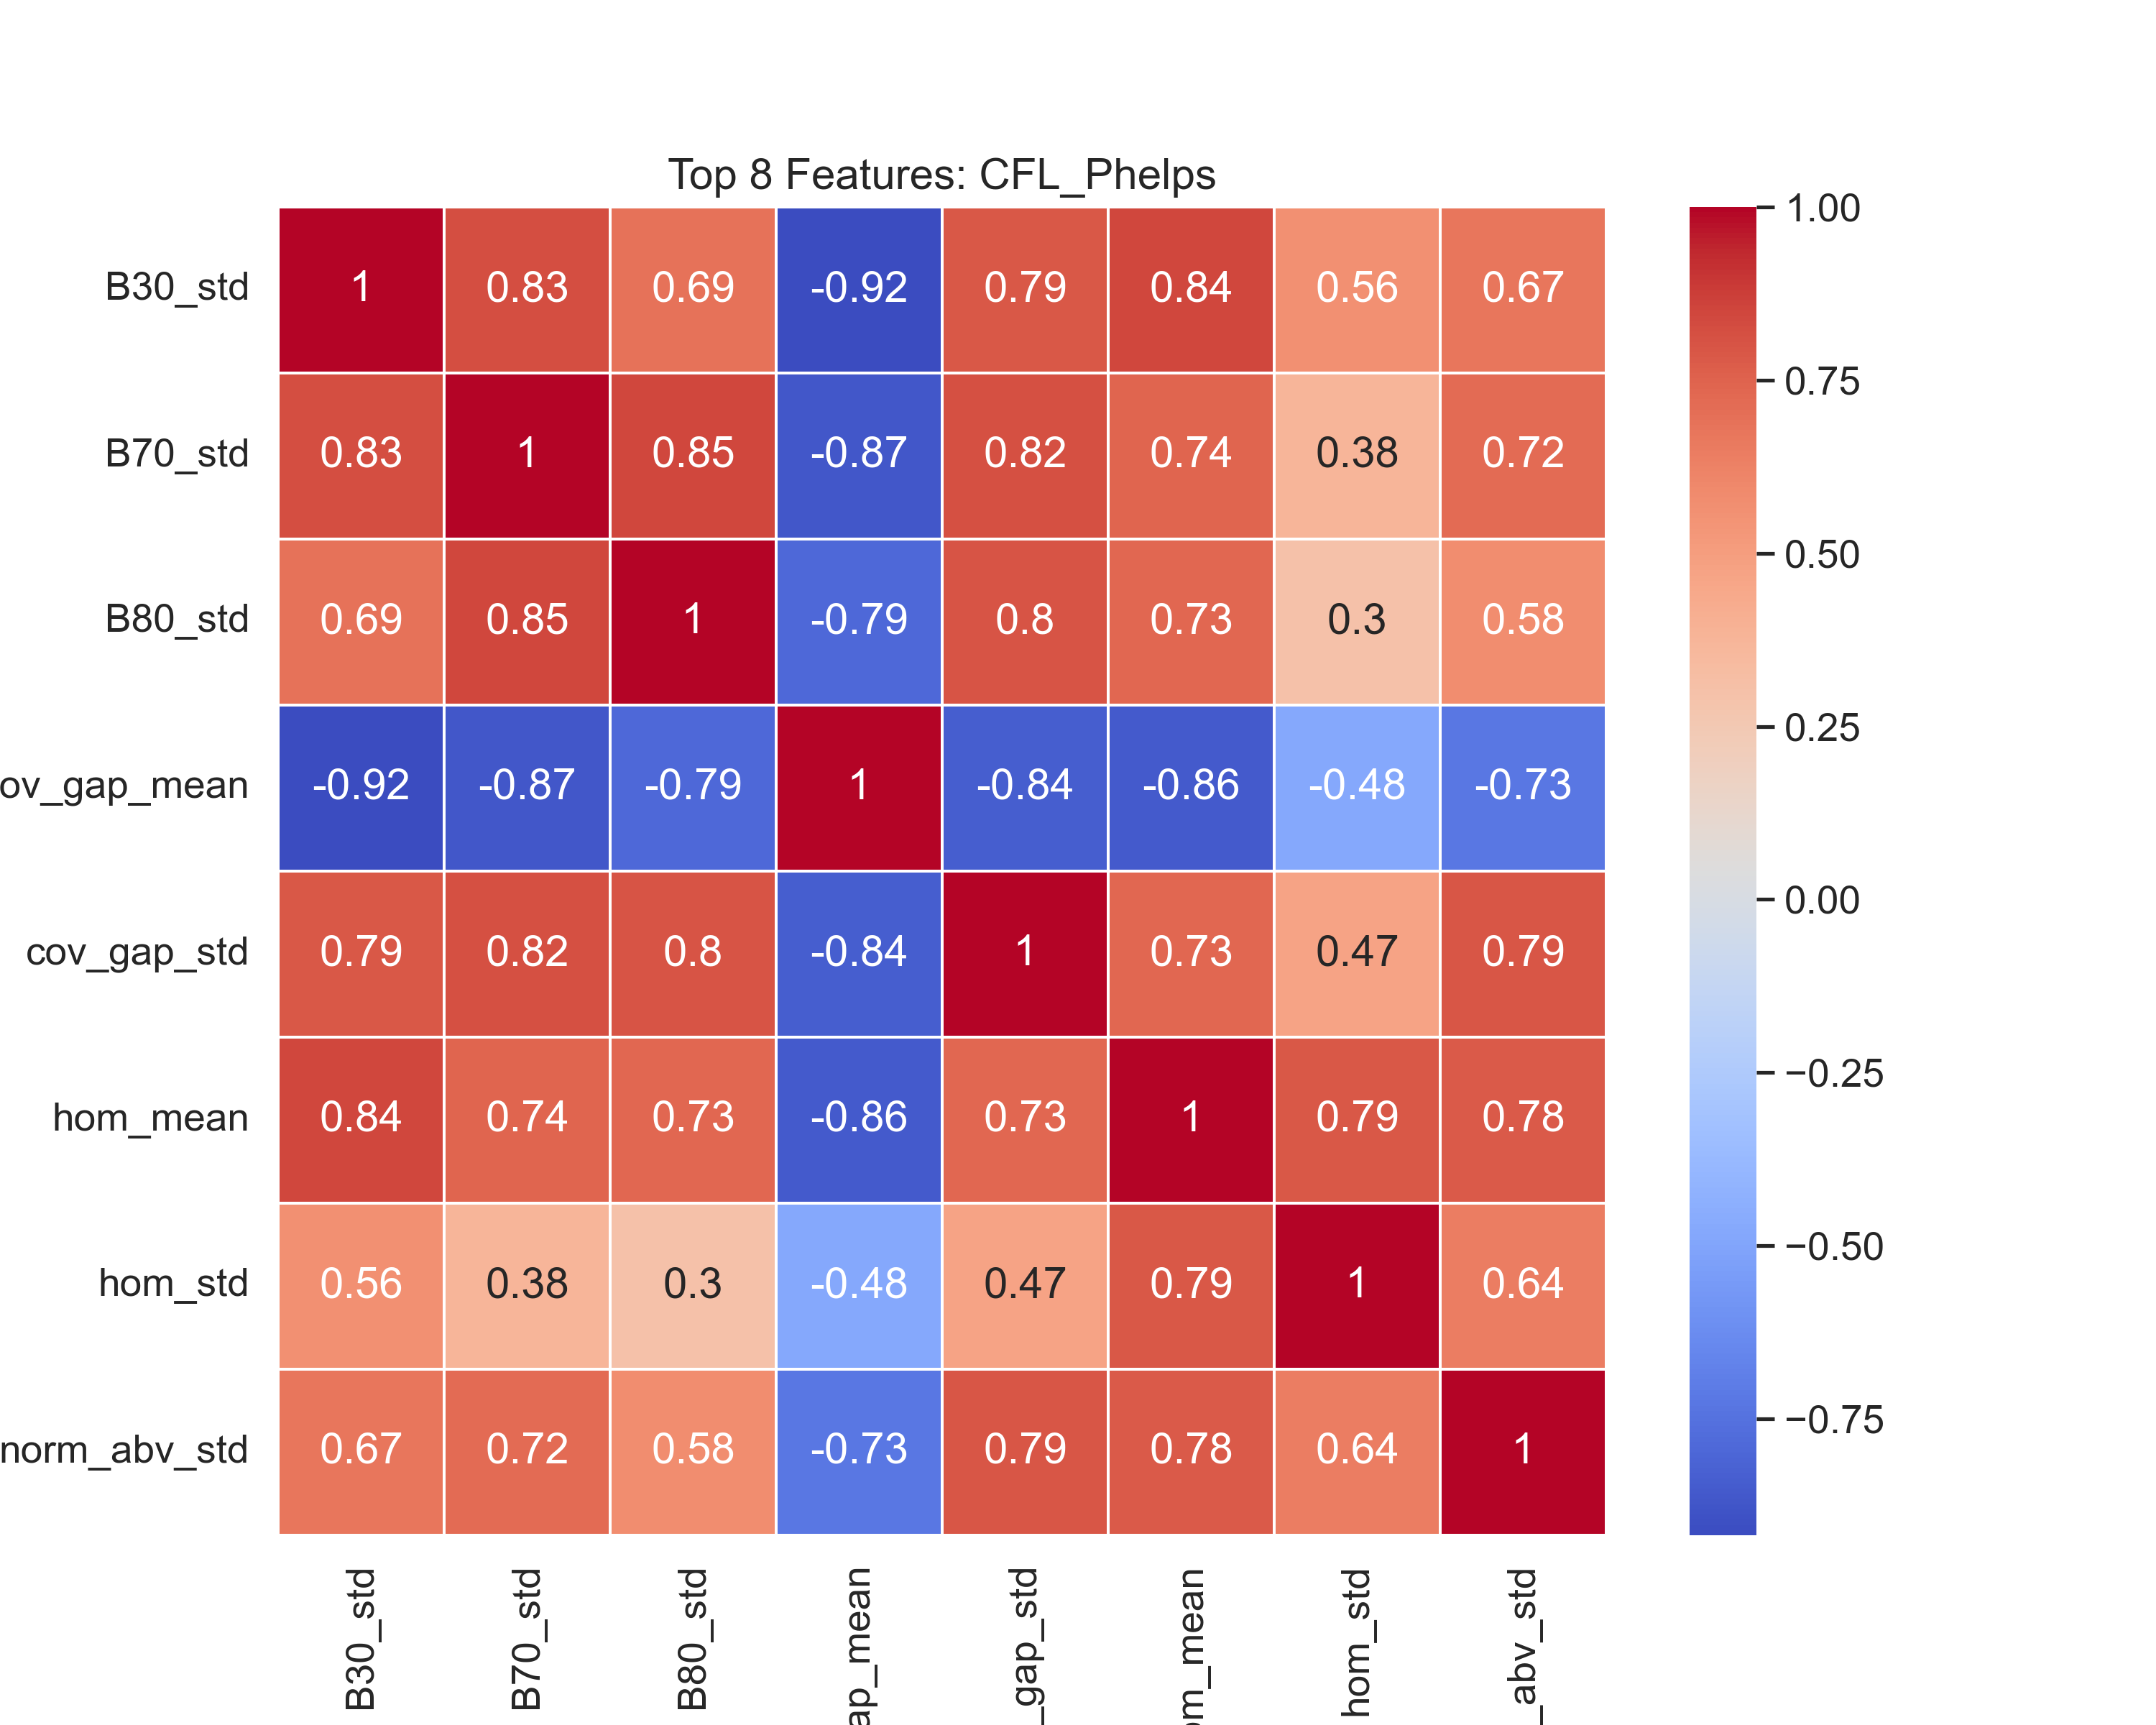 Top 8 Features: CFL_Phelps
B30_std 1 0.83 0.69 -0.92 0.79 0.84 0.56 0.67
B70_std 0.83 1 0.85 -0.87 0.82 0.74 0.38 0.72
B80_std 0.69 0.85 1 -0.79 0.8 0.73 0.3 0.58
ov_gap_mean -0.92 -0.87 -0.79 1 -0.84 -0.86 -0.48 -0.73
cov_gap_std 0.79 0.82 0.8 -0.84 1 0.73 0.47 0.79
hom_mean 0.84 0.74 0.73 -0.86 0.73 1 0.79 0.78
hom_std 0.56 0.38 0.3 -0.48 0.47 0.79 1 0.64
norm_abv_std 0.67 0.72 0.58 -0.73 0.79 0.78 0.64 1
B30_std
B70_std
B80_std
ap_mean
_gap_std
om_mean
hom_std
_abv_std
1.00
0.75
0.50
0.25
0.00
−0.25
−0.50
−0.75